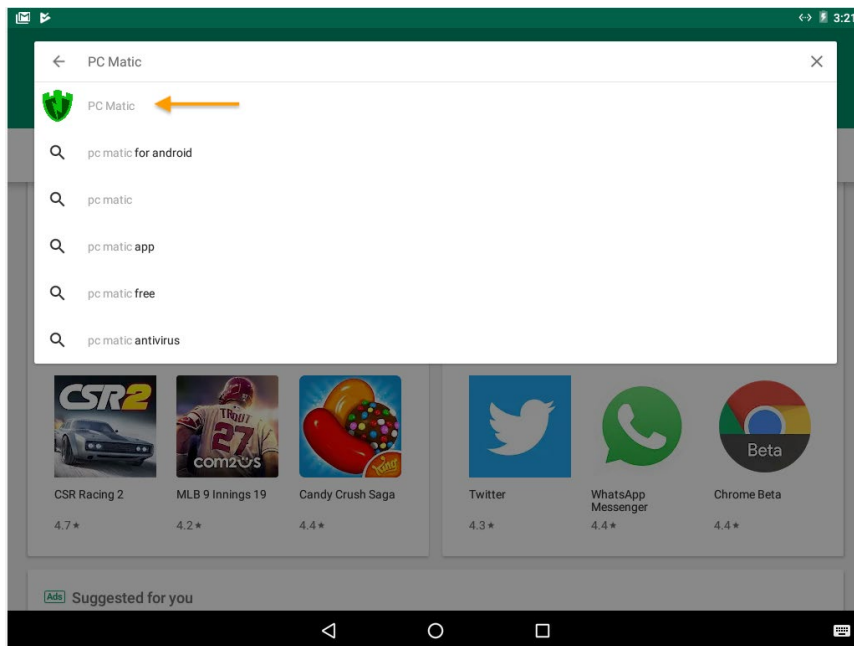 3:21
PC Matic
PC Matic
pc matic for android
pc matic
pc matic app
pc matic free
pc matic antivirus
CSR2
TROUT
27
com2us
King
Beta
CSR Racing 2
MLB 9 Innings 19
Candy Crush Saga
Twitter
WhatsApp
Messenger
Chrome Beta
4.7★
4.2★
4.4★
4.3★
4.4★
4.4★
Ads Suggested for you